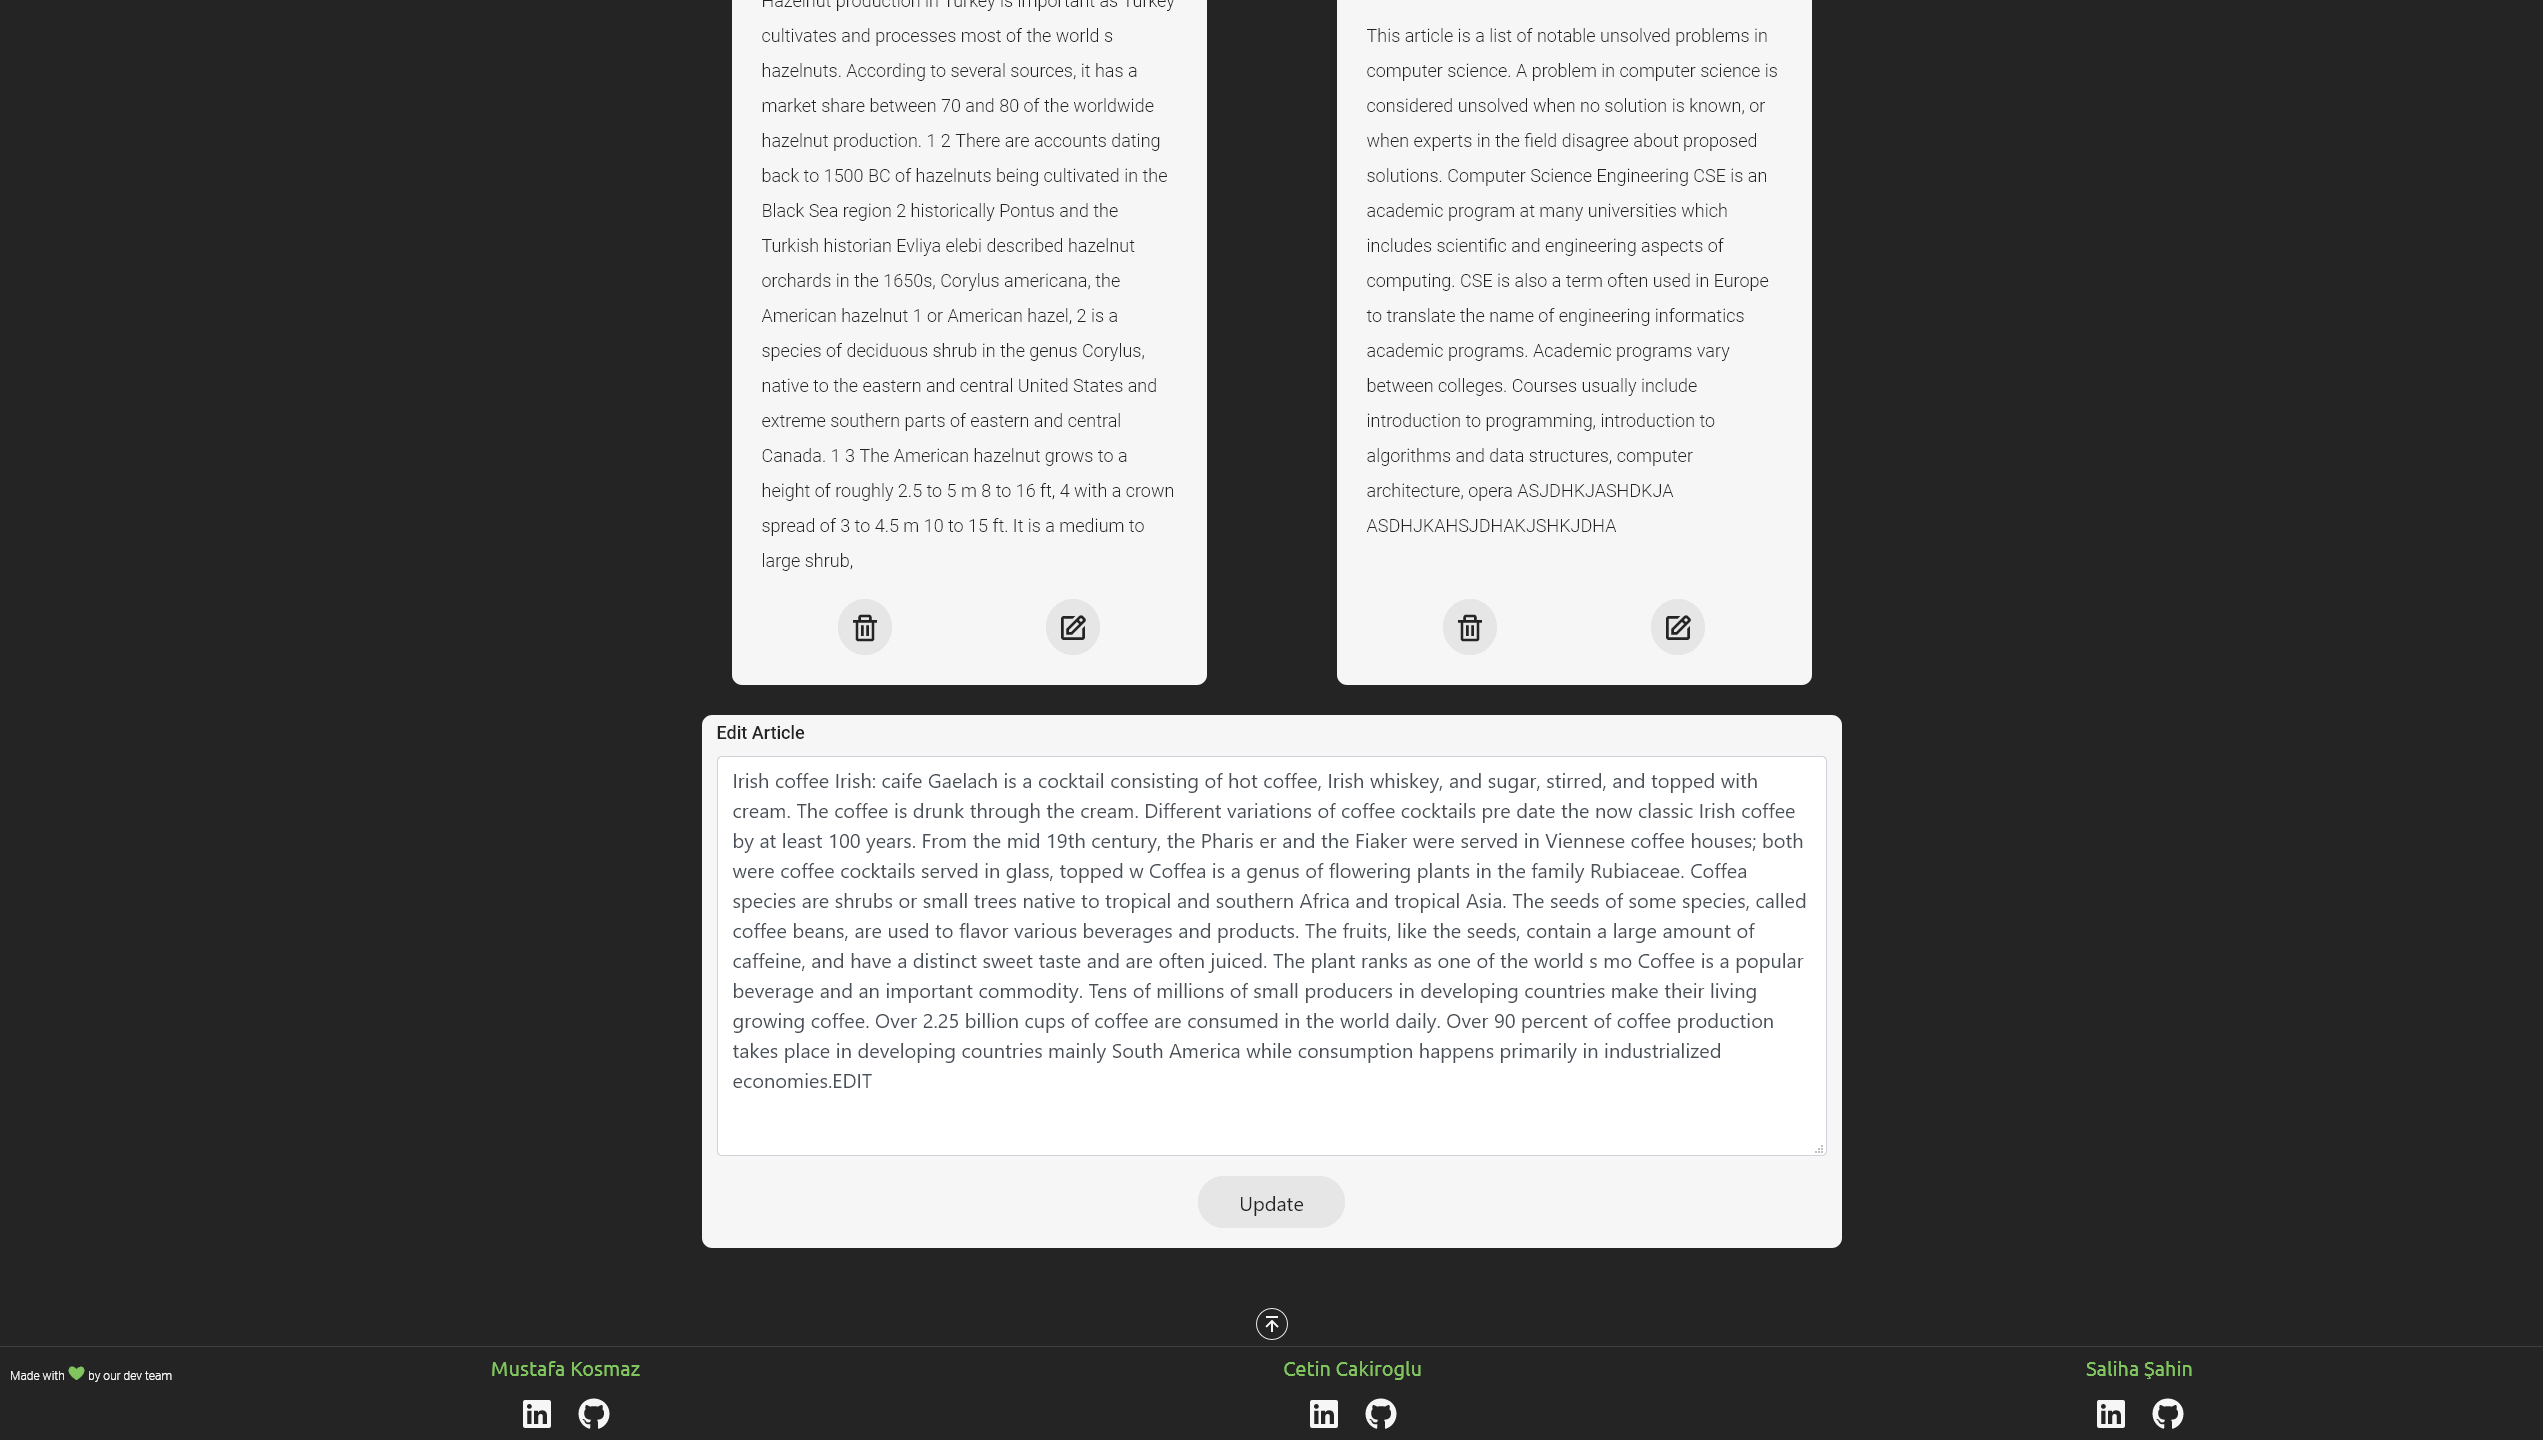 Hazelnut production in Turkey is important as Turkey
cultivates and processes most of the world s
hazelnuts. According to several sources, it has a
market share between 70 and 80 of the worldwide
hazelnut production. 1 2 There are accounts dating
back to 1500 BC of hazelnuts being cultivated in the
Black Sea region 2 historically Pontus and the
Turkish historian Evliya elebi described hazelnut
orchards in the 1650s, Corylus americana, the
American hazelnut 1 or American hazel, 2 is a
species of deciduous shrub in the genus Corylus,
native to the eastern and central United States and
extreme southern parts of eastern and central
Canada. 1 3 The American hazelnut grows to a
height of roughly 2.5 to 5 m 8 to 16 ft, 4 with a crown
spread of 3 to 4.5 m 10 to 15 ft. It is a medium to
large shrub,
This article is a list of notable unsolved problems in
computer science. A problem in computer science is
considered unsolved when no solution is known, or
when experts in the field disagree about proposed
solutions. Computer Science Engineering CSE is an
academic program at many universities which
includes scientific and engineering aspects of
computing. CSE is also a term often used in Europe
to translate the name of engineering informatics
academic programs. Academic programs vary
between colleges. Courses usually include
introduction to programming, introduction to
algorithms and data structures, computer
architecture, opera ASJDHKJASHDKJA
ASDHJKAHSJDHAKJSHKJDHA
Edit Article
Irish coffee Irish: caife Gaelach is a cocktail consisting of hot coffee, Irish whiskey, and sugar, stirred, and topped with
cream. The coffee is drunk through the cream. Different variations of coffee cocktails pre date the now classic Irish coffee
by at least 100 years. From the mid 19th century, the Pharis er and the Fiaker were served in Viennese coffee houses; both
were coffee cocktails served in glass, topped w Coffea is a genus of flowering plants in the family Rubiaceae. Coffea
species are shrubs or small trees native to tropical and southern Africa and tropical Asia. The seeds of some species, called
coffee beans, are used to flavor various beverages and products. The fruits, like the seeds, contain a large amount of
caffeine, and have a distinct sweet taste and are often juiced. The plant ranks as one of the world s mo Coffee is a popular
beverage and an important commodity. Tens of millions of small producers in developing countries make their living
growing coffee. Over 2.25 billion cups of coffee are consumed in the world daily. Over 90 percent of coffee production
takes place in developing countries mainly South America while consumption happens primarily in industrialized
economies.EDIT
Update
Made with 💚 by our dev team
Mustafa Kosmaz
Cetin Cakiroglu
Saliha Şahin